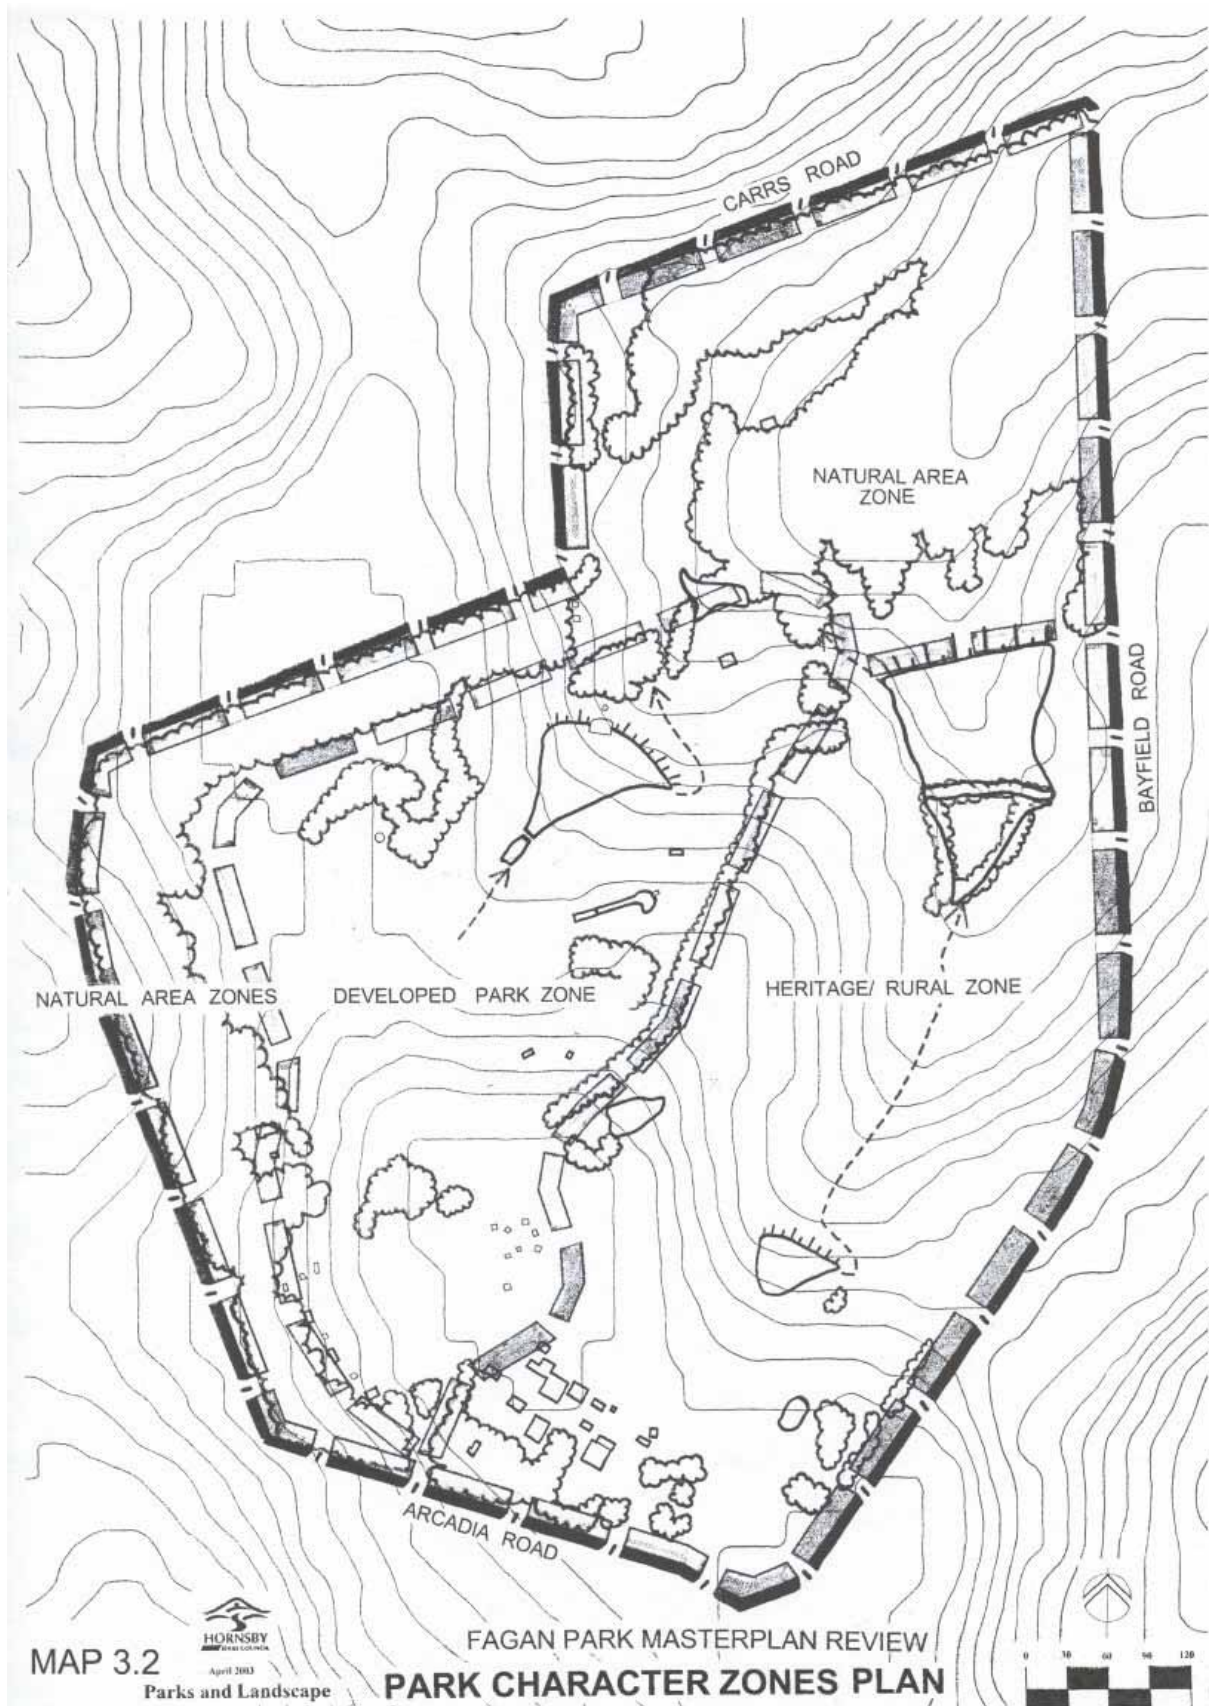 CARRS ROAD
NATURAL AREA
ZONE
BAYFIELD ROAD
NATURAL AREA ZONES
DEVELOPED PARK ZONE
HERITAGE/ RURAL ZONE
ARCADIA ROAD
HORNSBY
SHIRE COUNCIL
MAP 3.2
April 2003
Parks and Landscape
FAGAN PARK MASTERPLAN REVIEW
PARK CHARACTER ZONES PLAN
0 30 60 90 120